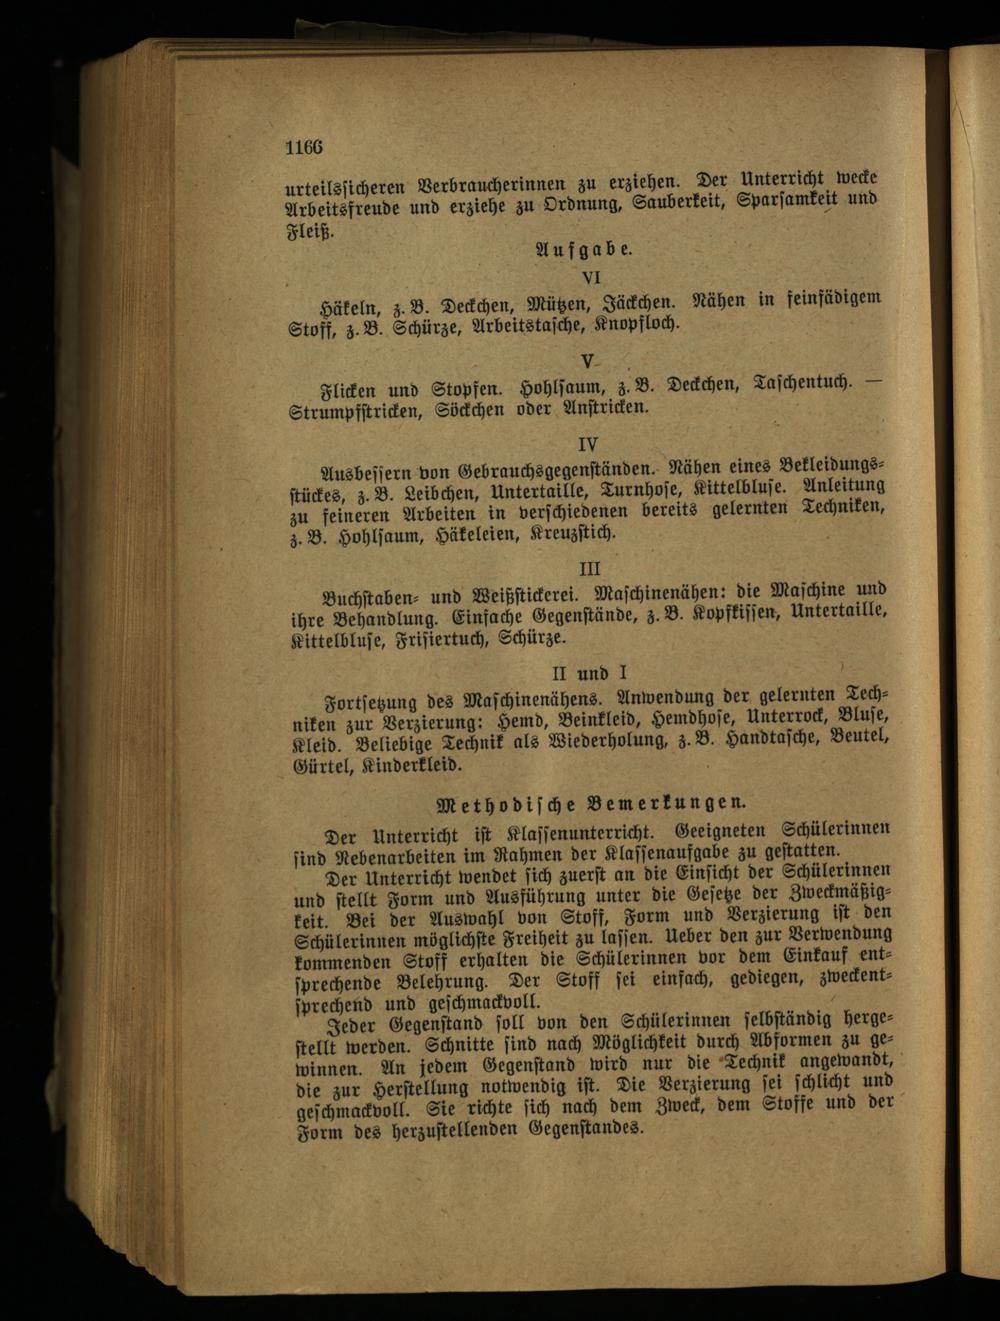 1166
urteilssicheren Verbraucherinnen zu erziehen. Der Unterricht wecke
Arbeitsfreude und erziehe zu Ordnung, Sauberkeit, Sparsamkeit und
Fleiß.
Aufgabe.
VI
Häkeln, z. B. Deckchen, Mützen, Jäckchen. Nähen in feinfädigem
Stoff, z. B. Schürze, Arbeitstasche, Knopfloch.
V
Flicken und Stopfen. Hohlsaum, z. B. Deckchen, Taschentuch. —
Strumpfstricken, Söckchen oder Anstricken.
IV
Ausbessern von Gebrauchsgegenständen. Nähen eines Bekleidungs-
stückes, z. B. Leibchen, Untertaille, Turnhose, Kittelbluse. Anleitung
zu feineren Arbeiten in verschiedenen bereits gelernten Techniken,
z. B. Hohlsaum, Häkeleien, Kreuzstich.
III
Buchstaben- und Weißstickerei. Maschinenähen: die Maschine und
ihre Behandlung. Einfache Gegenstände, z. B. Kopfkissen, Untertaille,
Kittelbluse, Frisiertuch, Schürze.
II und I
Fortsetzung des Maschinenähens. Anwendung der gelernten Tech-
niken zur Verzierung: Hemd, Beinkleid, Hemdhose, Unterrock, Bluse,
Kleid. Beliebige Technik als Wiederholung, z. B. Handtasche, Beutel,
Gürtel, Kinderkleid.
Methodische Bemerkungen.
Der Unterricht ist Klassenunterricht. Geeigneten Schülerinnen
sind Nebenarbeiten im Rahmen der Klassenaufgabe zu gestatten.
Der Unterricht wendet sich zuerst an die Einsicht der Schülerinnen
und stellt Form und Ausführung unter die Gesetze der Zweckmäßig-
keit. Bei der Auswahl von Stoff, Form und Verzierung ist den
Schülerinnen möglichste Freiheit zu lassen. Ueber den zur Verwendung
kommenden Stoff erhalten die Schülerinnen vor dem Einkauf ent-
sprechende Belehrung. Der Stoff sei einfach, gediegen, zweckent-
sprechend und geschmackvoll.
Jeder Gegenstand soll von den Schülerinnen selbständig herge-
stellt werden. Schnitte sind nach Möglichkeit durch Abformen zu ge-
winnen. An jedem Gegenstand wird nur die Technik angewandt,
die zur Herstellung notwendig ist. Die Verzierung sei schlicht und
geschmackvoll. Sie richte sich nach dem Zweck, dem Stoffe und der
Form des herzustellenden Gegenstandes.